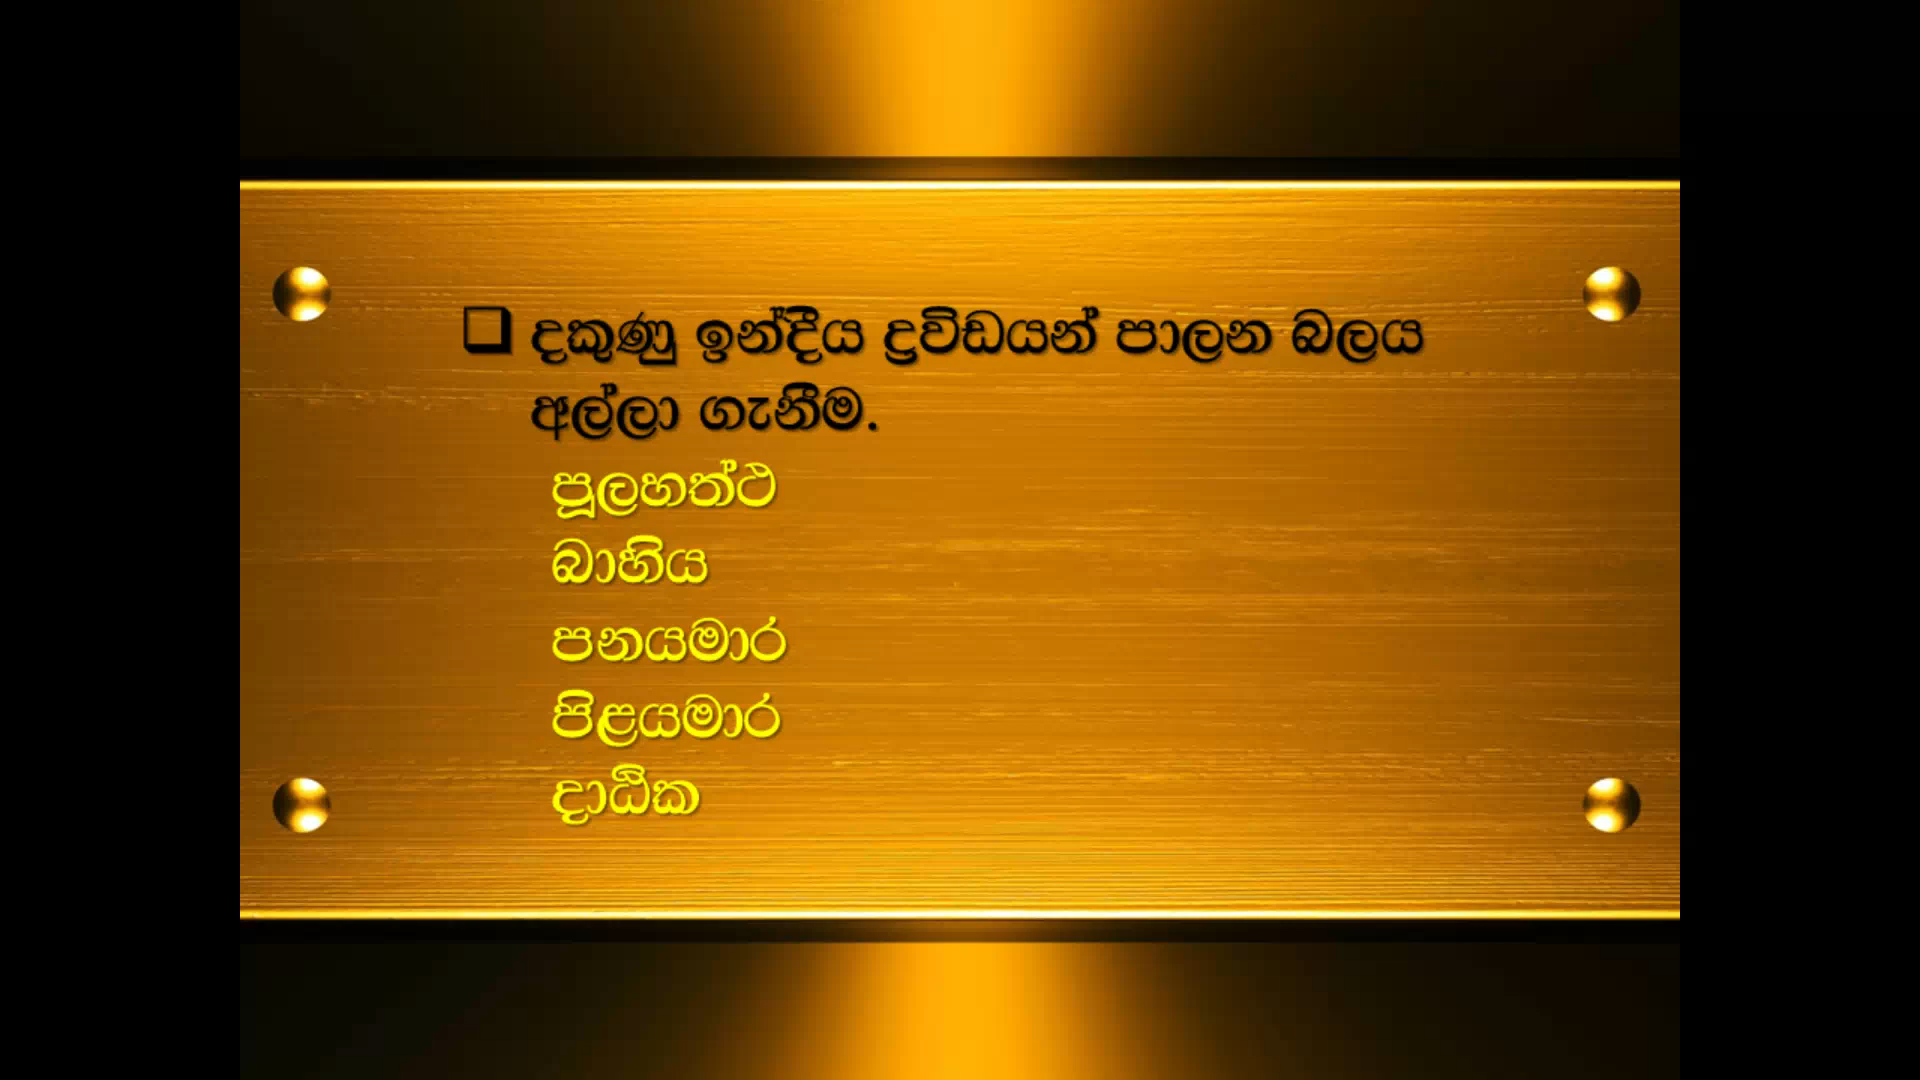 ❑ දකුණු ඉන්දීය ද්‍රවිඩයන් පාලන බලය
අල්ලා ගැනීම.
පූලහත්ථ
බාහිය
පනයමාර
පිළයමාර
දාඨික